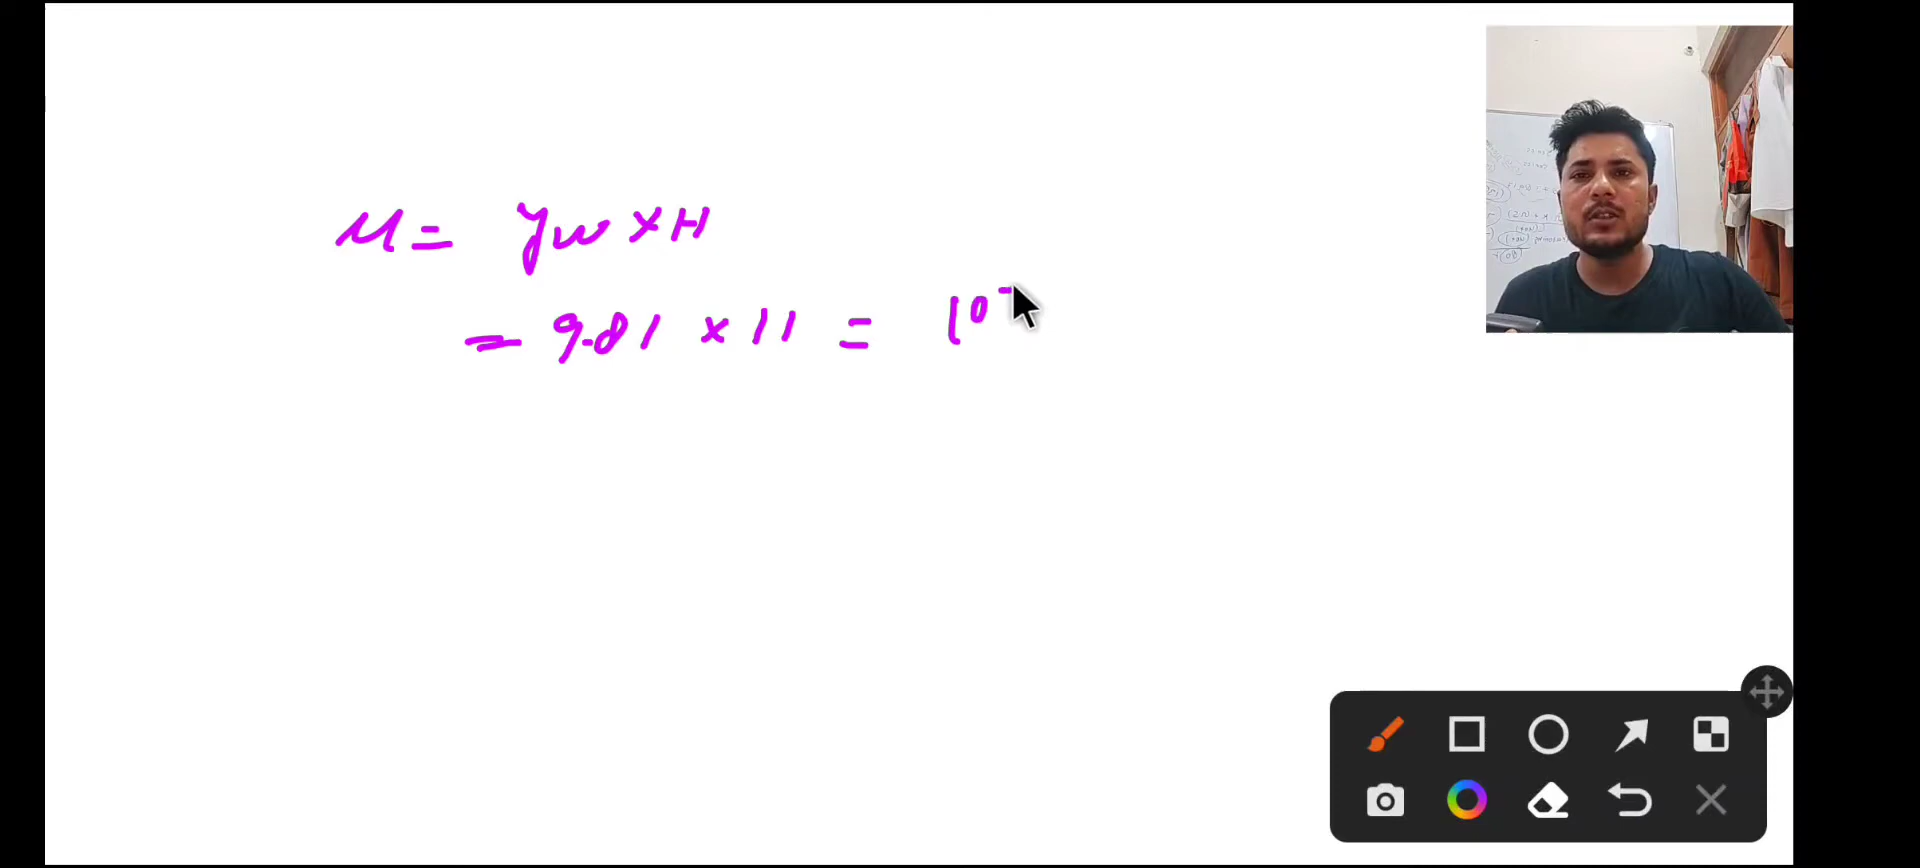 u = γw × H
= 9.81 × 11 = 10